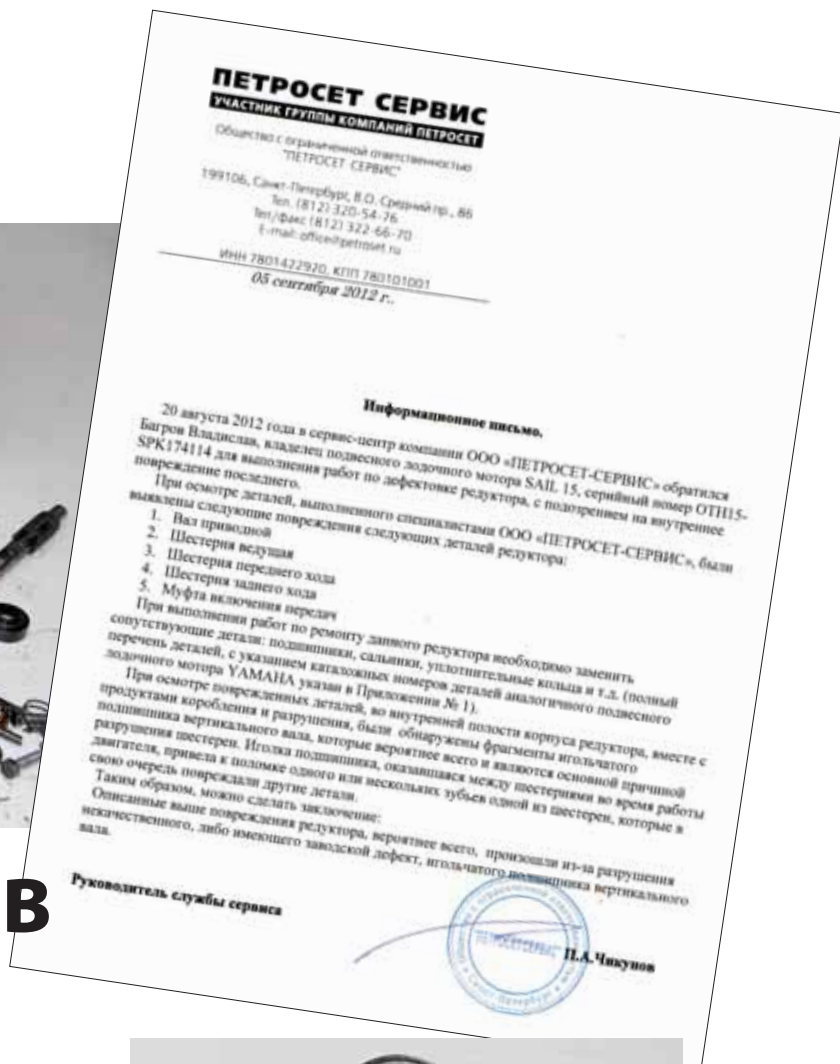 ПЕТРОСЕТ СЕРВИС
УЧАСТНИК ГРУППЫ КОМПАНИЙ ПЕТРОСЕТ
Общество с ограниченной ответственностью
"ПЕТРОСЕТ СЕРВИС"
199106, Санкт-Петербург, В.О. Средний пр., 86
Тел. (812) 320-54-76
Тел/факс (812) 322-66-70
E-mail: office@petroset.ru
ИНН 7801422920, КПП 780101001
05 сентября 2012 г..
Информационное письмо.
20 августа 2012 года в сервис-центр компании ООО «ПЕТРОСЕТ-СЕРВИС» обратился
Багров Владислав, владелец подвесного лодочного мотора SAIL 15, серийный номер OTH15-
SPK174114 для выполнения работ по дефектовке редуктора, с подозрением на внутреннее
повреждение последнего.
При осмотре деталей, выполненного специалистами ООО «ПЕТРОСЕТ-СЕРВИС», были
выявлены следующие повреждения следующих деталей редуктора:
1. Вал приводной
2. Шестерня ведущая
3. Шестерня переднего хода
4. Шестерня заднего хода
5. Муфта включения передач
При выполнении работ по ремонту данного редуктора необходимо заменить
сопутствующие детали: подшипники, сальники, уплотнительные кольца и т.д. (полный
перечень деталей, с указанием каталожных номеров деталей аналогичного подвесного
лодочного мотора YAMAHA указан в Приложении № 1).
При осмотре поврежденных деталей, во внутренней полости корпуса редуктора, вместе с
продуктами коробления и разрушения, были обнаружены фрагменты игольчатого
подшипника вертикального вала, которые вероятнее всего и являются основной причиной
разрушения шестерен. Иголка подшипника, оказавшаяся между шестернями во время работы
двигателя, привела к поломке одного или нескольких зубьев одной из шестерен, которые в
свою очередь повреждали другие детали.
Таким образом, можно сделать заключение:
Описанные выше повреждения редуктора, вероятнее всего, произошли из-за разрушения
некачественного, либо имеющего заводской дефект, игольчатого подшипника вертикального
вала.
Руководитель службы сервиса
П.А.Чикунов
ПЕТРОСЕТ СЕРВИС
В